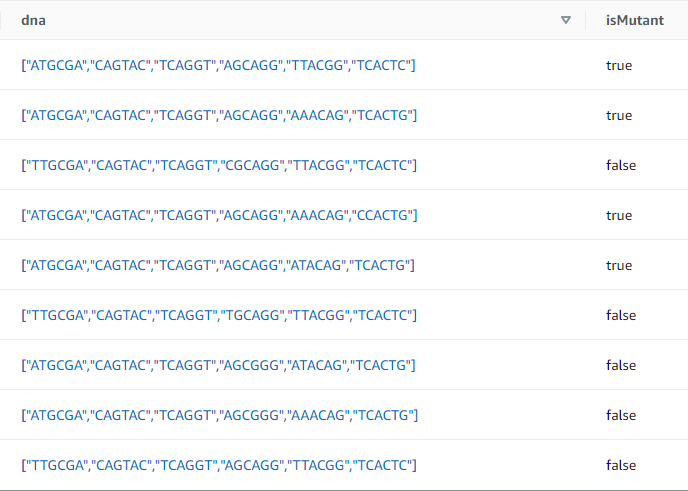 dna isMutant
["ATGCGA","CAGTAC","TCAGGT","AGCAGG","TTACGG","TCACTC"] true
["ATGCGA","CAGTAC","TCAGGT","AGCAGG","AAACAG","TCACTG"] true
["TTGCGA","CAGTAC","TCAGGT","CGCAGG","TTACGG","TCACTC"] false
["ATGCGA","CAGTAC","TCAGGT","AGCAGG","AAACAG","CCACTG"] true
["ATGCGA","CAGTAC","TCAGGT","AGCAGG","ATACAG","TCACTG"] true
["TTGCGA","CAGTAC","TCAGGT","TGCAGG","TTACGG","TCACTC"] false
["ATGCGA","CAGTAC","TCAGGT","AGCGGG","ATACAG","TCACTG"] false
["ATGCGA","CAGTAC","TCAGGT","AGCGGG","AAACAG","TCACTG"] false
["TTGCGA","CAGTAC","TCAGGT","AGCAGG","TTACGG","TCACTC"] false